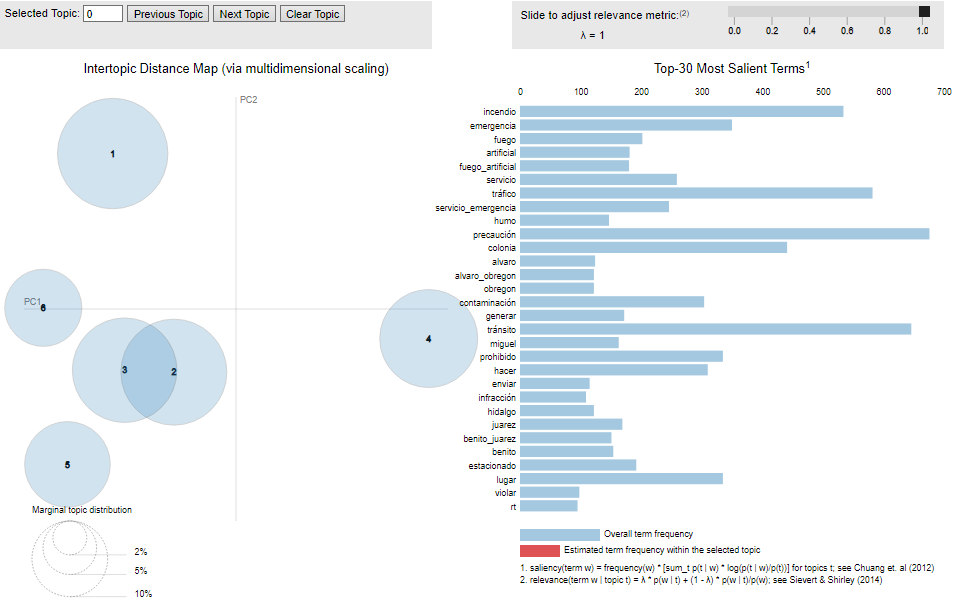 Selected Topic: 0 Previous Topic Next Topic Clear Topic
Slide to adjust relevance metric:(2)
λ = 1
0.0 0.2 0.4 0.6 0.8 1.0
Intertopic Distance Map (via multidimensional scaling)
PC2
PC1
1
6
3
2
4
5
Marginal topic distribution
2%
5%
10%
Top-30 Most Salient Terms1
0 100 200 300 400 500 600 700
incendio
emergencia
fuego
artificial
fuego_artificial
servicio
tráfico
servicio_emergencia
humo
precaución
colonia
alvaro
alvaro_obregon
obregon
contaminación
generar
tránsito
miguel
prohibido
hacer
enviar
infracción
hidalgo
juarez
benito_juarez
benito
estacionado
lugar
violar
rt
Overall term frequency
Estimated term frequency within the selected topic
1. saliency(term w) = frequency(w) * [sum_t p(t | w) * log(p(t | w)/p(t))] for topics t; see Chuang et. al (2012)
2. relevance(term w | topic t) = λ * p(w | t) + (1 - λ) * p(w | t)/p(w); see Sievert & Shirley (2014)